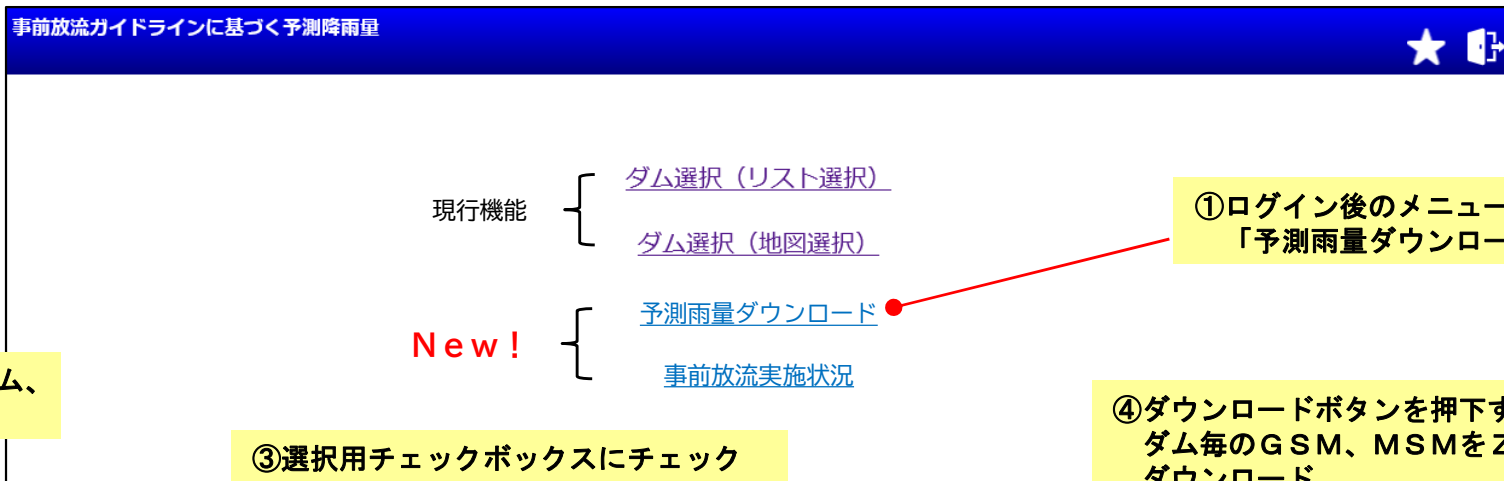 事前放流ガイドラインに基づく予測降雨量
ダム選択（リスト選択）
現行機能
ダム選択（地図選択）
①ログイン後のメニュー
「予測雨量ダウンロー
予測雨量ダウンロード
Ｎｅｗ！
事前放流実施状況
ム、
③選択用チェックボックスにチェック
④ダウンロードボタンを押下す
ダム毎のＧＳＭ、ＭＳＭをＺ
ダウンロード